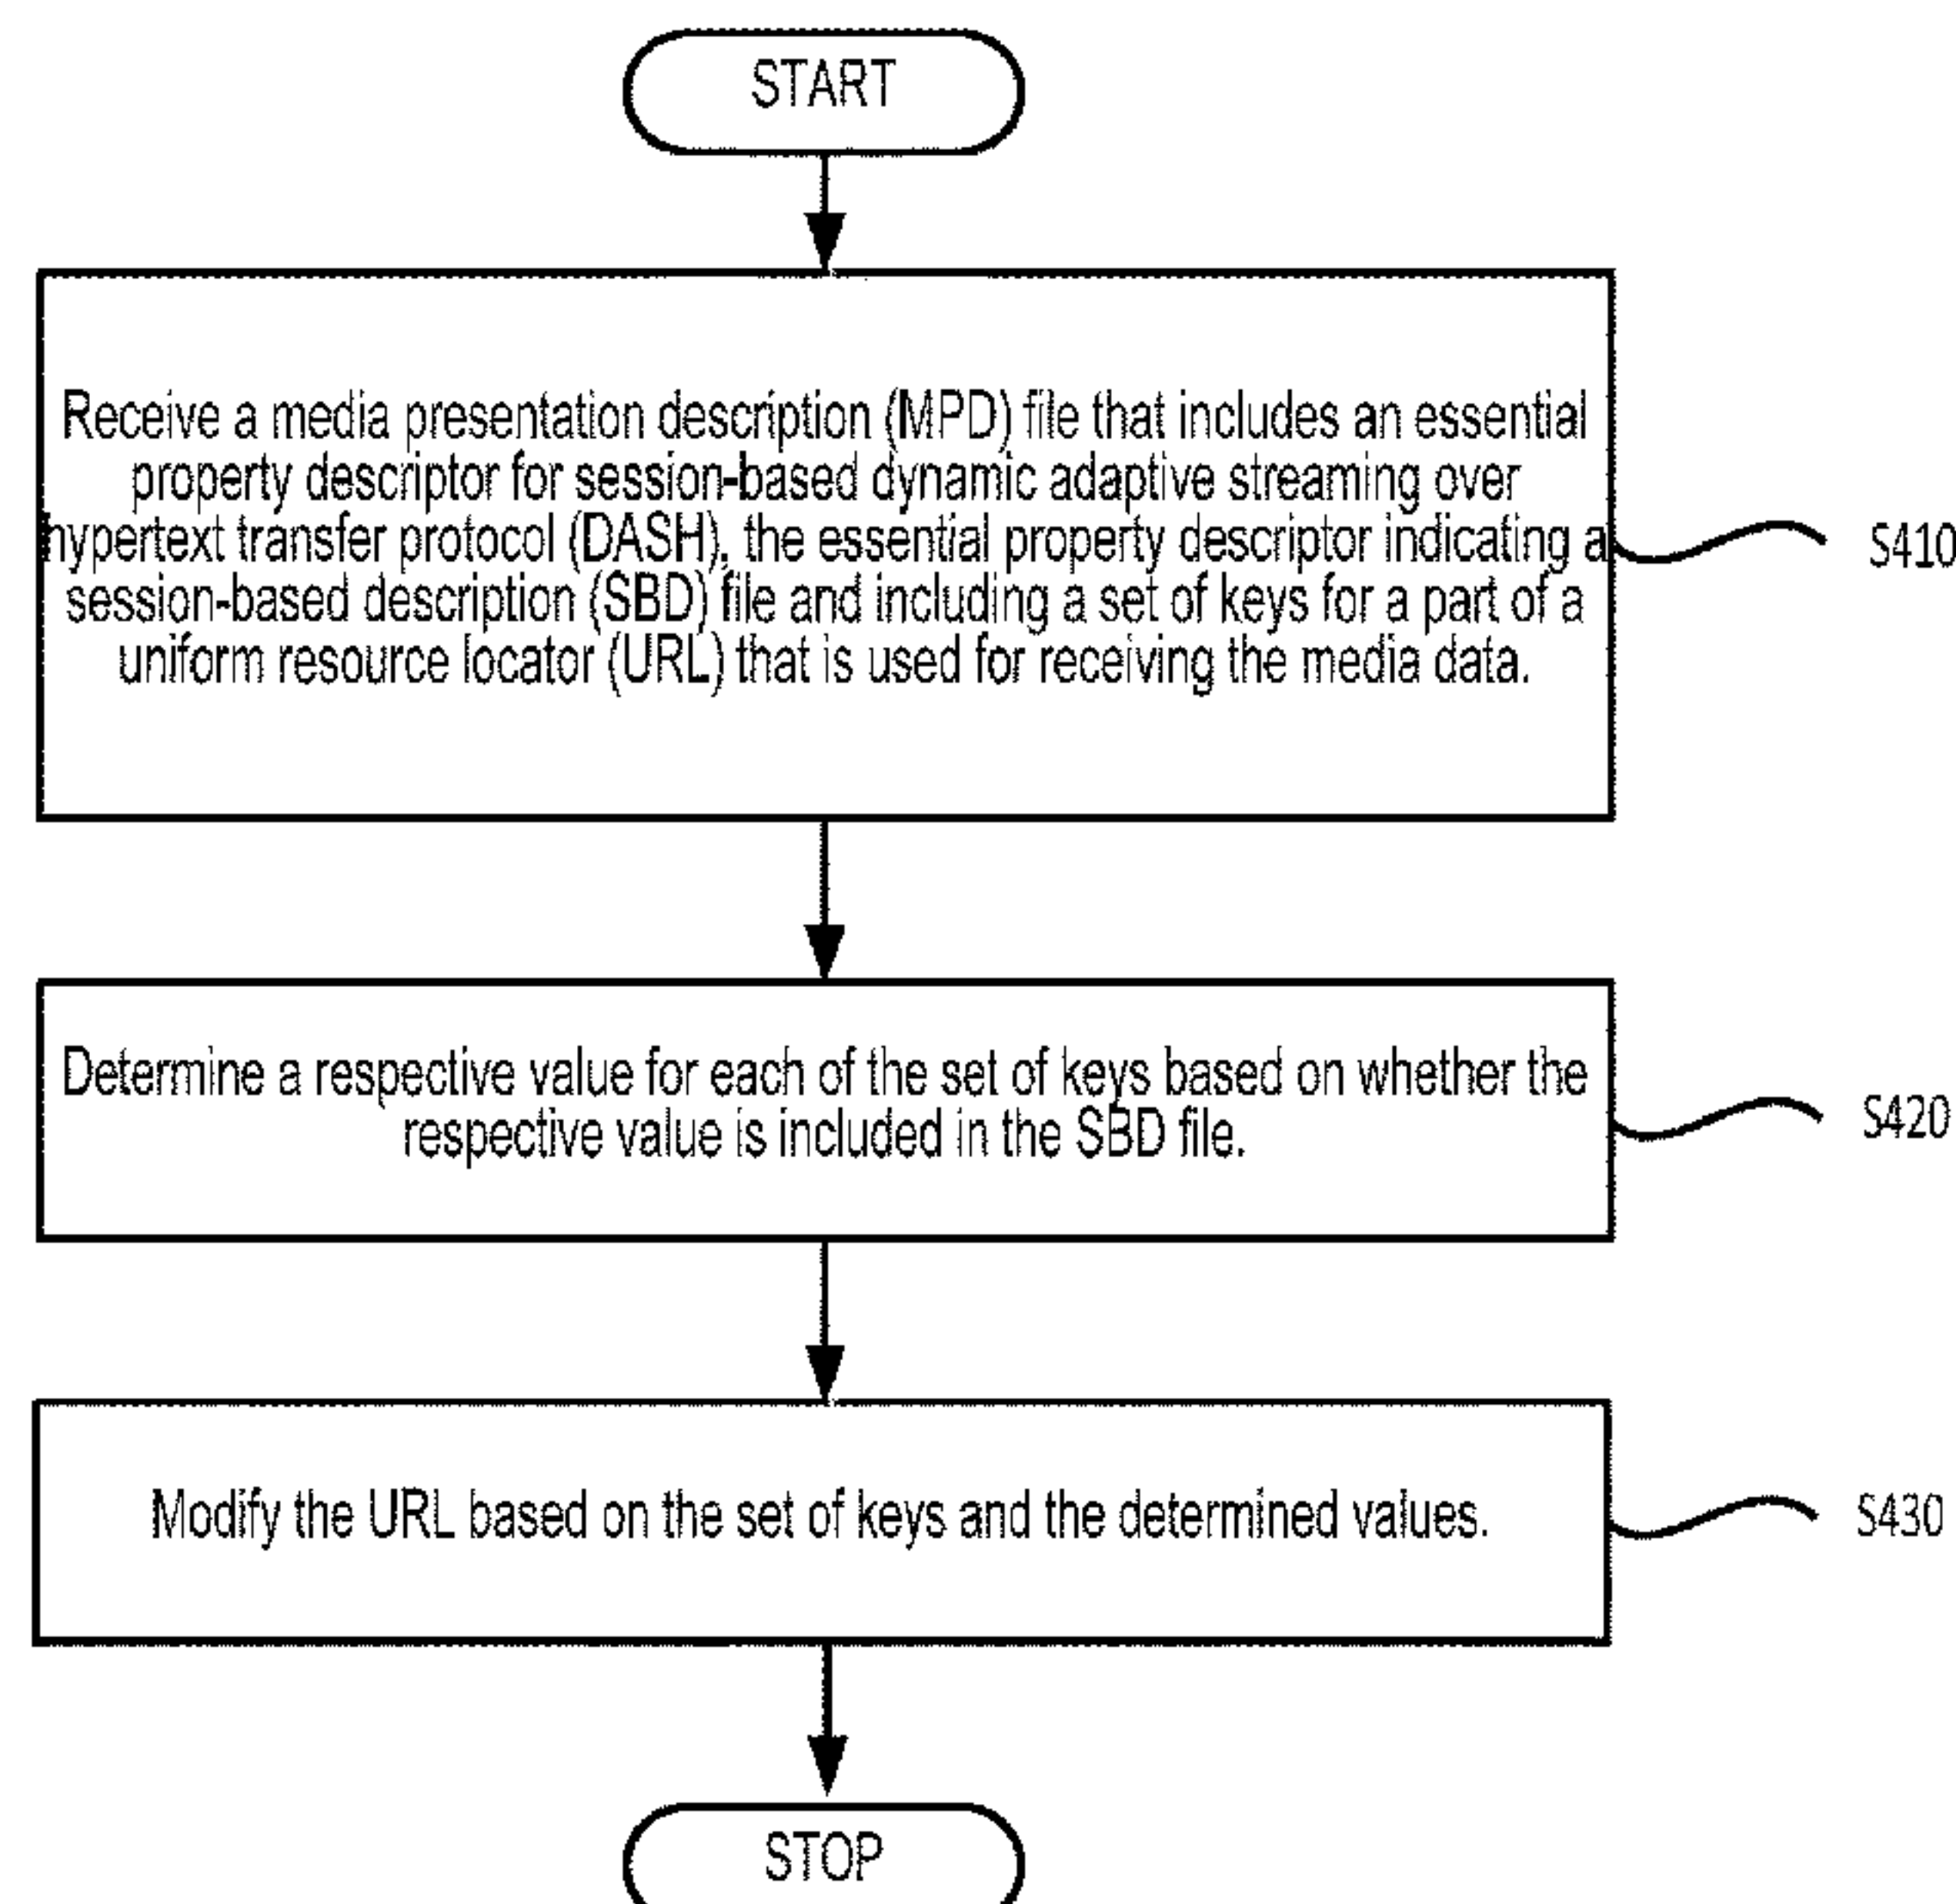 START
Receive a media presentation description (MPD) file that includes an essential
property descriptor for session-based dynamic adaptive streaming over
hypertext transfer protocol (DASH), the essential property descriptor indicating a
session-based description (SBD) file and including a set of keys for a part of a
uniform resource locator (URL) that is used for receiving the media data.
S410
Determine a respective value for each of the set of keys based on whether the
respective value is included in the SBD file.
S420
Modify the URL based on the set of keys and the determined values.
S430
STOP